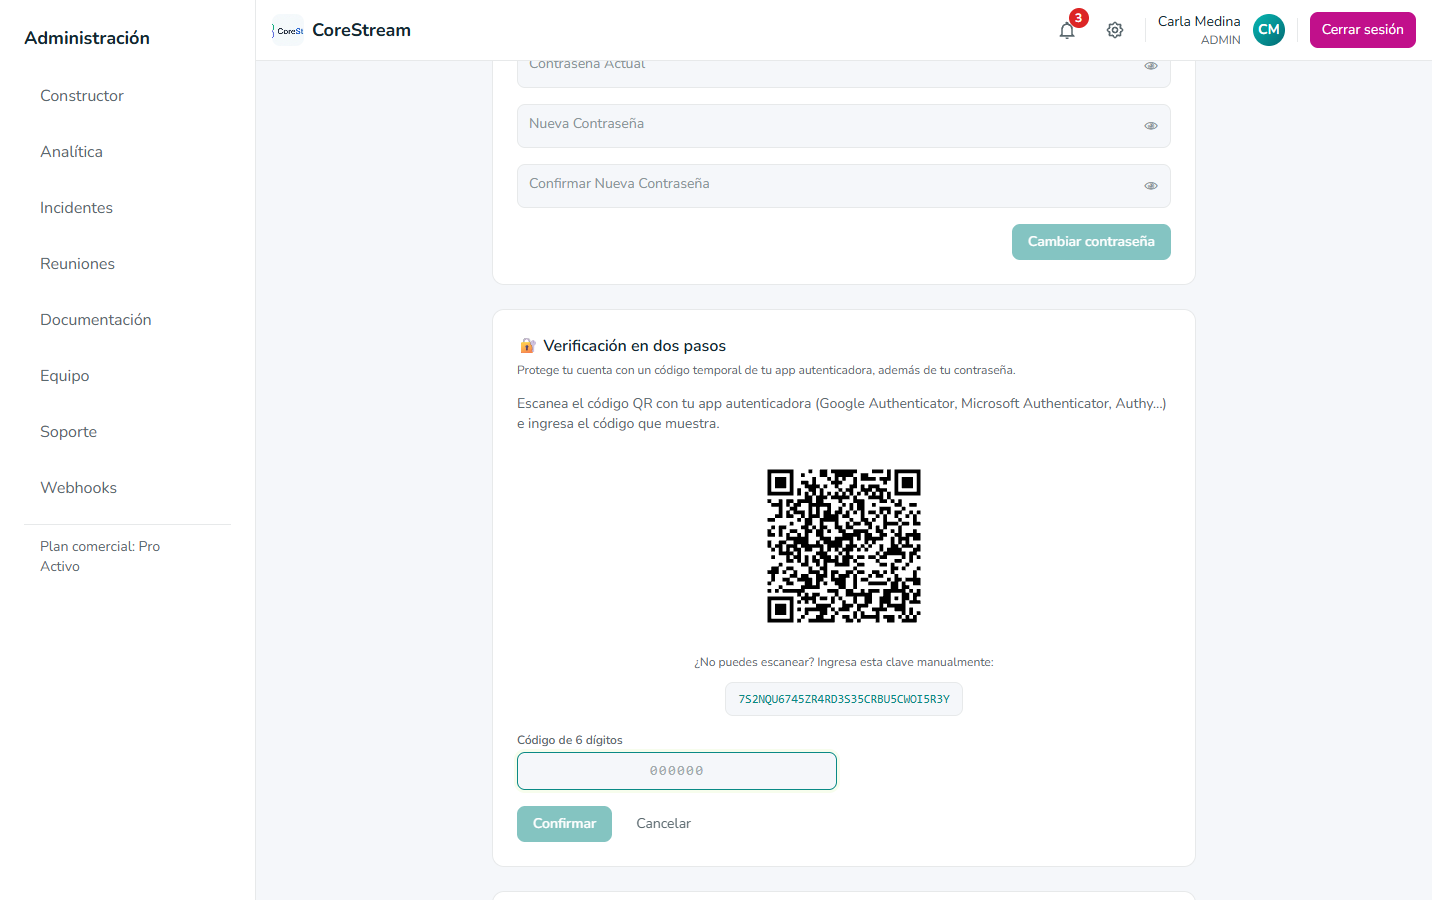 Administración
Constructor
Analítica
Incidentes
Reuniones
Documentación
Equipo
Soporte
Webhooks
Plan comercial: Pro
Activo
CoreSt
CoreStream
3
Carla Medina
ADMIN
CM
Cerrar sesión
Contraseña Actual
Nueva Contraseña
Confirmar Nueva Contraseña
Cambiar contraseña
Verificación en dos pasos
Protege tu cuenta con un código temporal de tu app autenticadora, además de tu contraseña.
Escanea el código QR con tu app autenticadora (Google Authenticator, Microsoft Authenticator, Authy...)
e ingresa el código que muestra.
¿No puedes escanear? Ingresa esta clave manualmente:
7S2NQU6745ZR4RD3S35CRBU5CWOI5R3Y
Código de 6 dígitos
000000
Confirmar
Cancelar